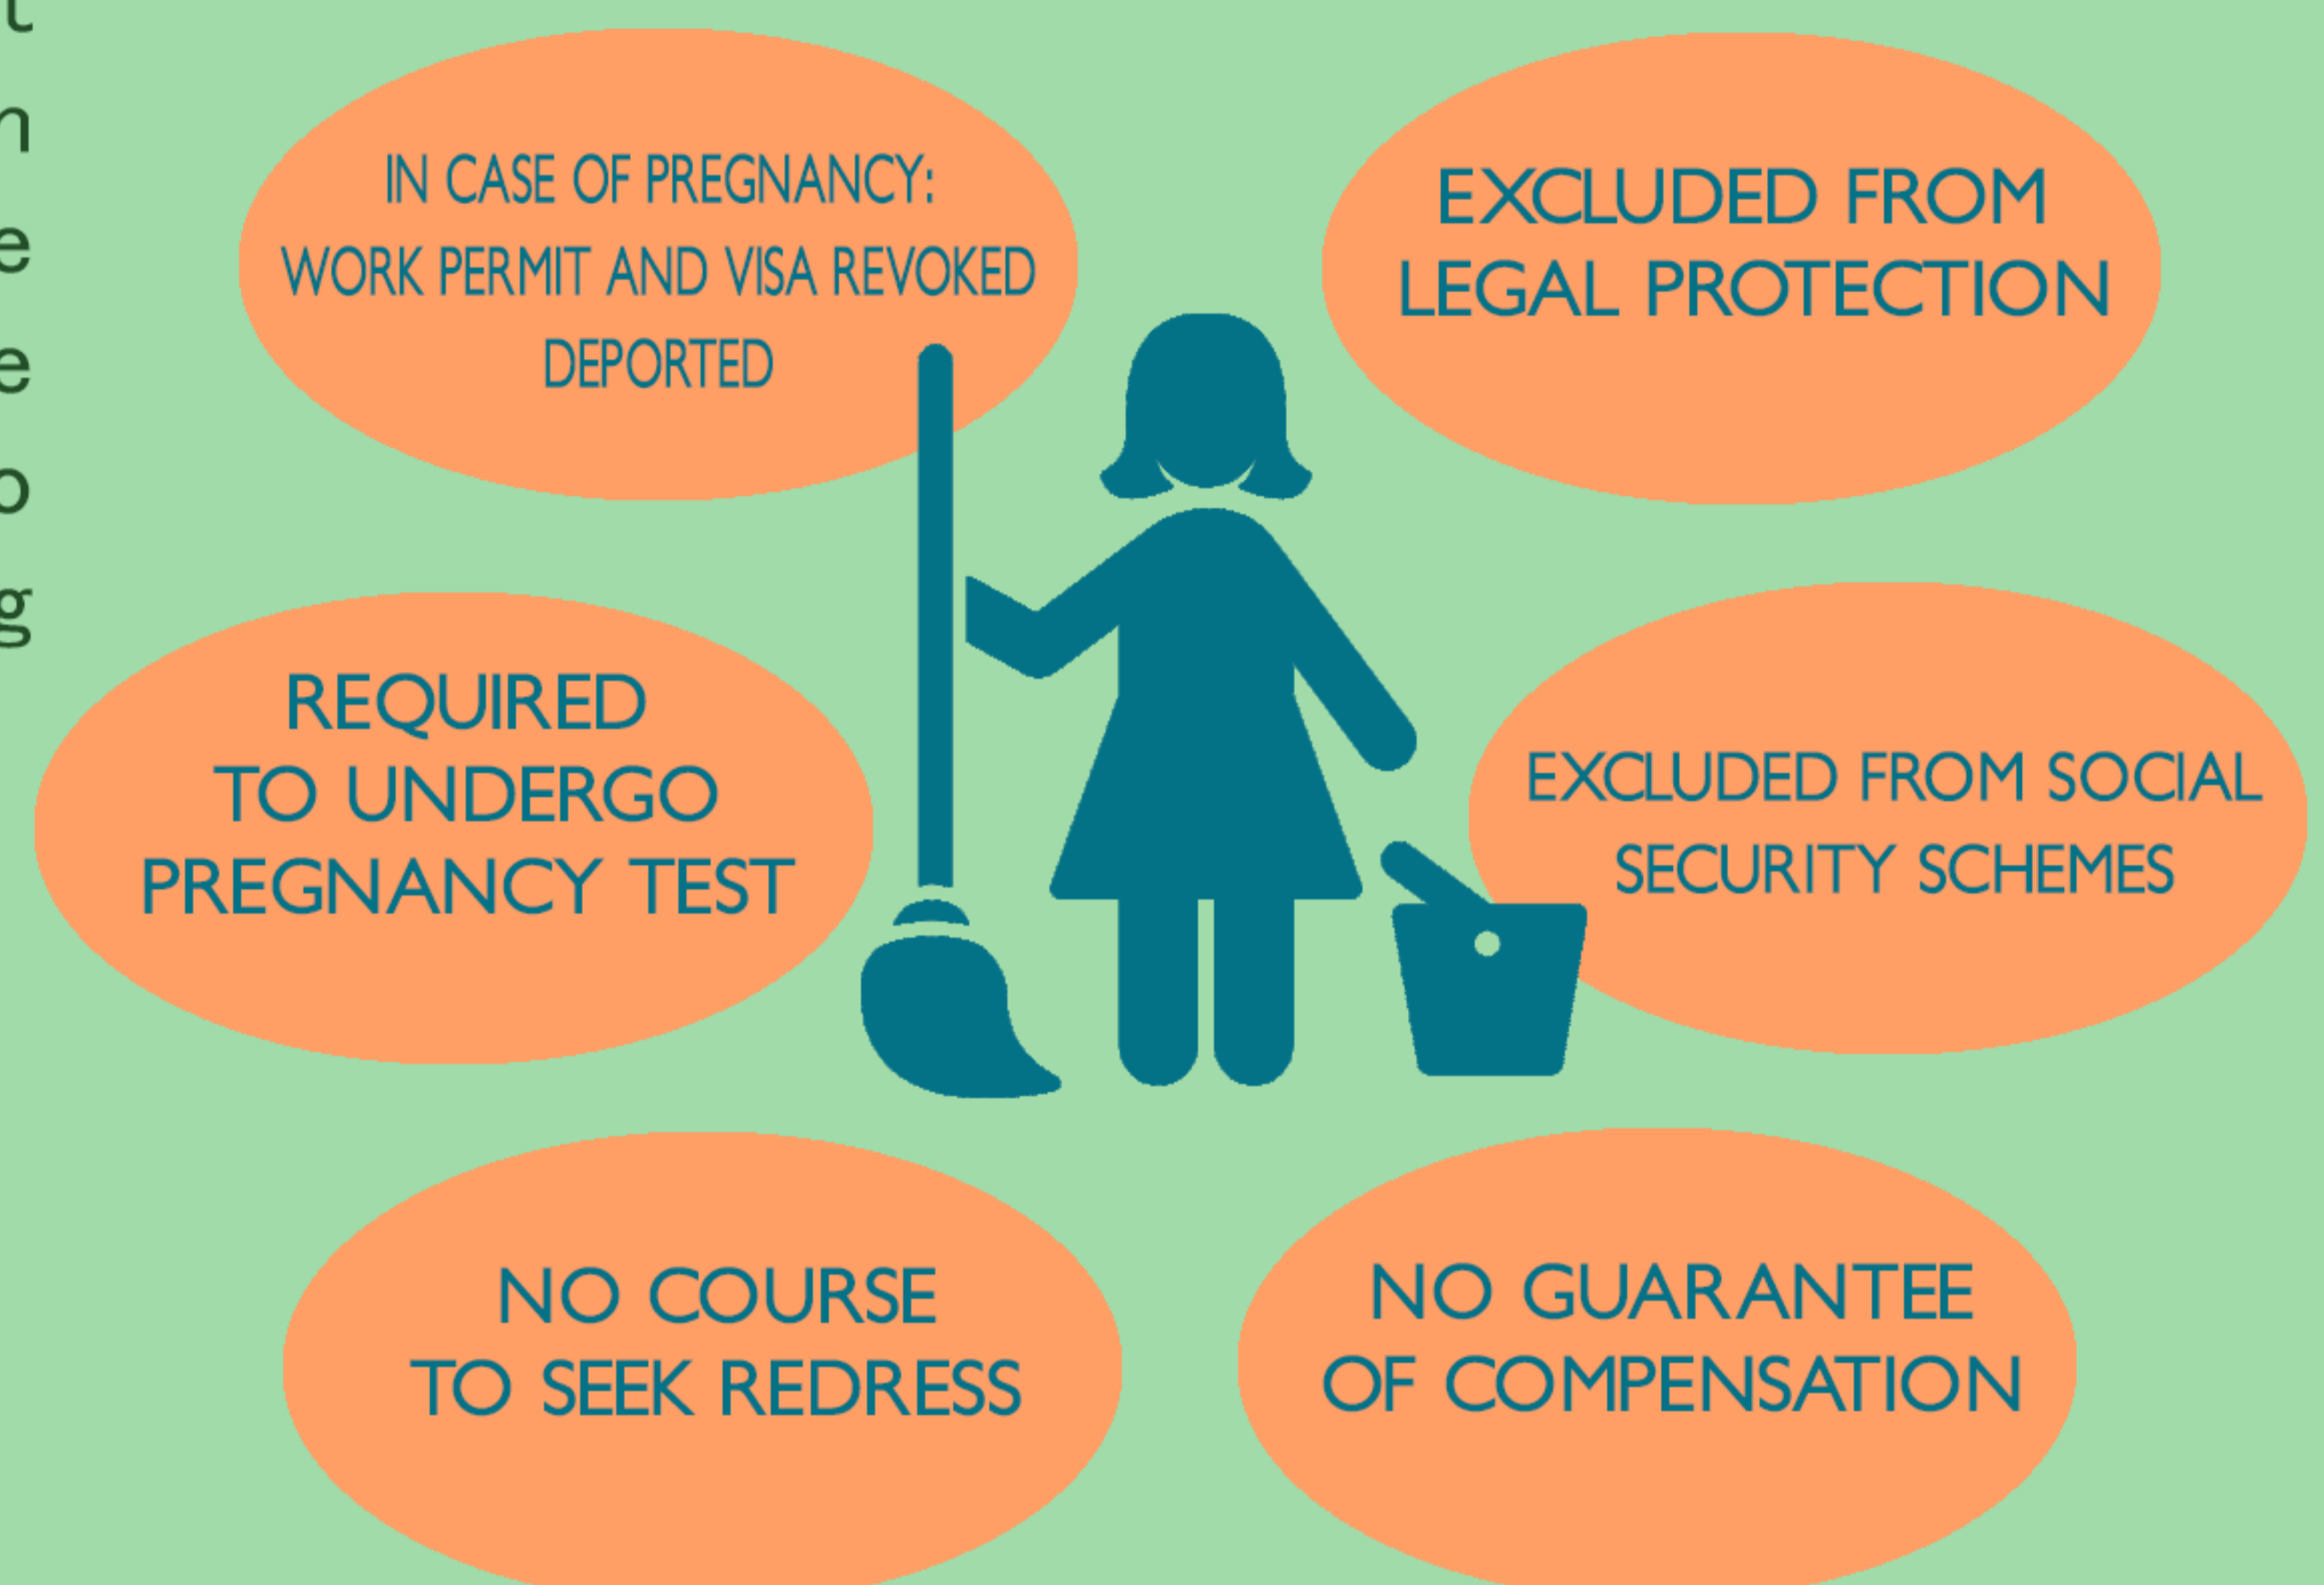 t
n
e
e
o
g
IN CASE OF PREGNANCY:
WORK PERMIT AND VISA REVOKED
DEPORTED
EXCLUDED FROM
LEGAL PROTECTION
REQUIRED
TO UNDERGO
PREGNANCY TEST
EXCLUDED FROM SOCIAL
SECURITY SCHEMES
NO COURSE
TO SEEK REDRESS
NO GUARANTEE
OF COMPENSATION